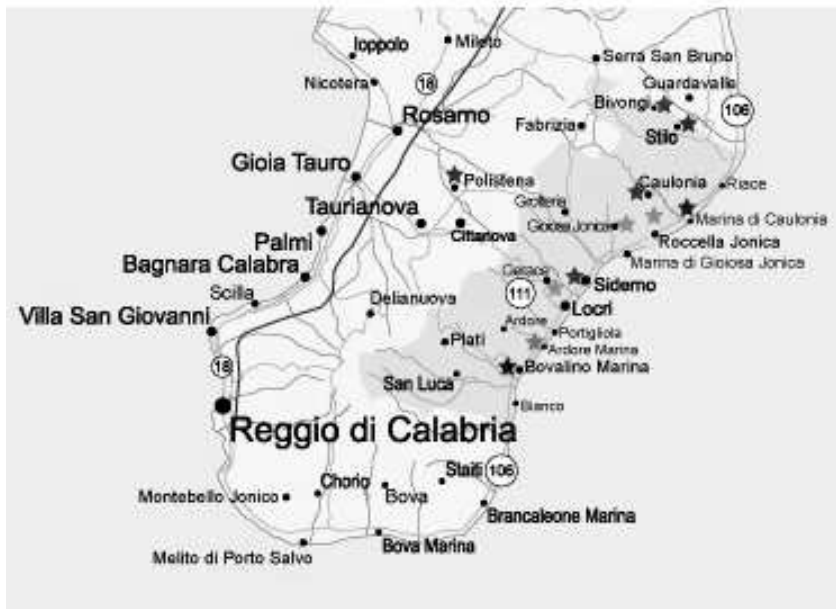 Mileto
Ioppolo
Serra San Bruno
Nicotera
18
Guardavalle
Bivongi
106
Rosarno
Fabrizia
Stilo
Gioia Tauro
Polistena
Caulonia
Riace
Taurianova
Grotteria
Cittanova
Gioiosa Jonica
Marina di Caulonia
Palmi
Roccella Jonica
Bagnara Calabra
Marina di Gioiosa Jonica
Gerace
Siderno
Scilla
111
Delianuova
Locri
Villa San Giovanni
Ardore
Portigliola
Plati
Ardore Marina
18
San Luca
Bovalino Marina
Bianco
Reggio di Calabria
Staiti
106
Chorio
Montebello Jonico
Bova
Brancaleone Marina
Bova Marina
Melito di Porto Salvo